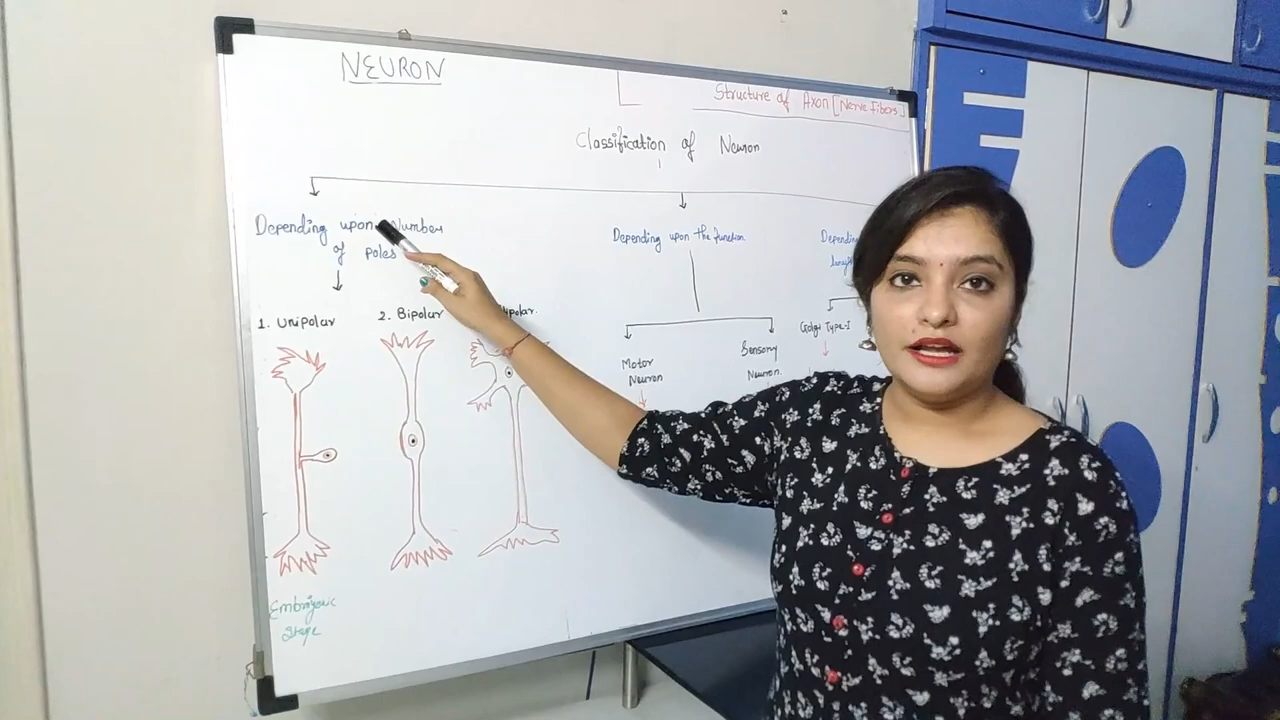 NEURON
Structure of Axon [Nerve Fibers]
Classification of Neuron
Depending upon Number
of Poles
Depending upon the function
1. Unipolar
2. Bipolar
Golgi Type-I
Motor
Neuron
Sensory
Neuron.
Embryonic
Stage